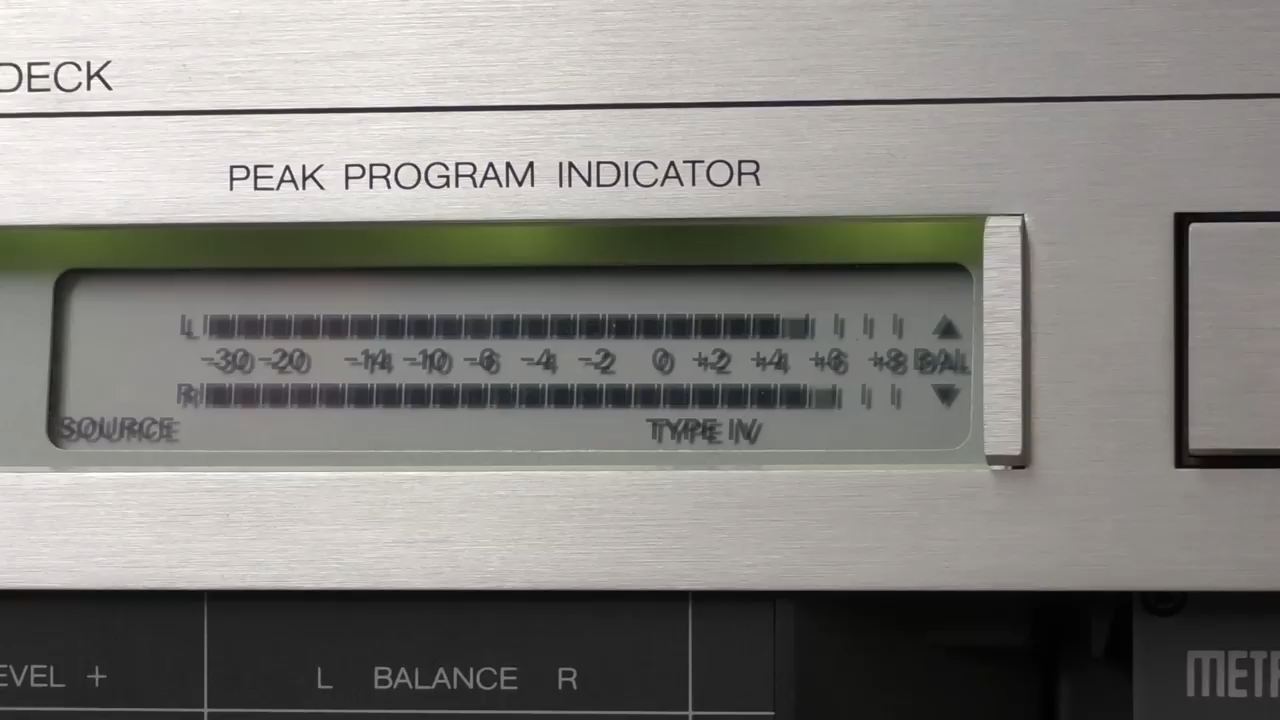 DECK
PEAK PROGRAM INDICATOR
L
-30 -20 -14 -10 -6 -4 -2 0 +2 +4 +6 +8 BAL
R
SOURCE TYPE IV
EVEL + L BALANCE R
METR